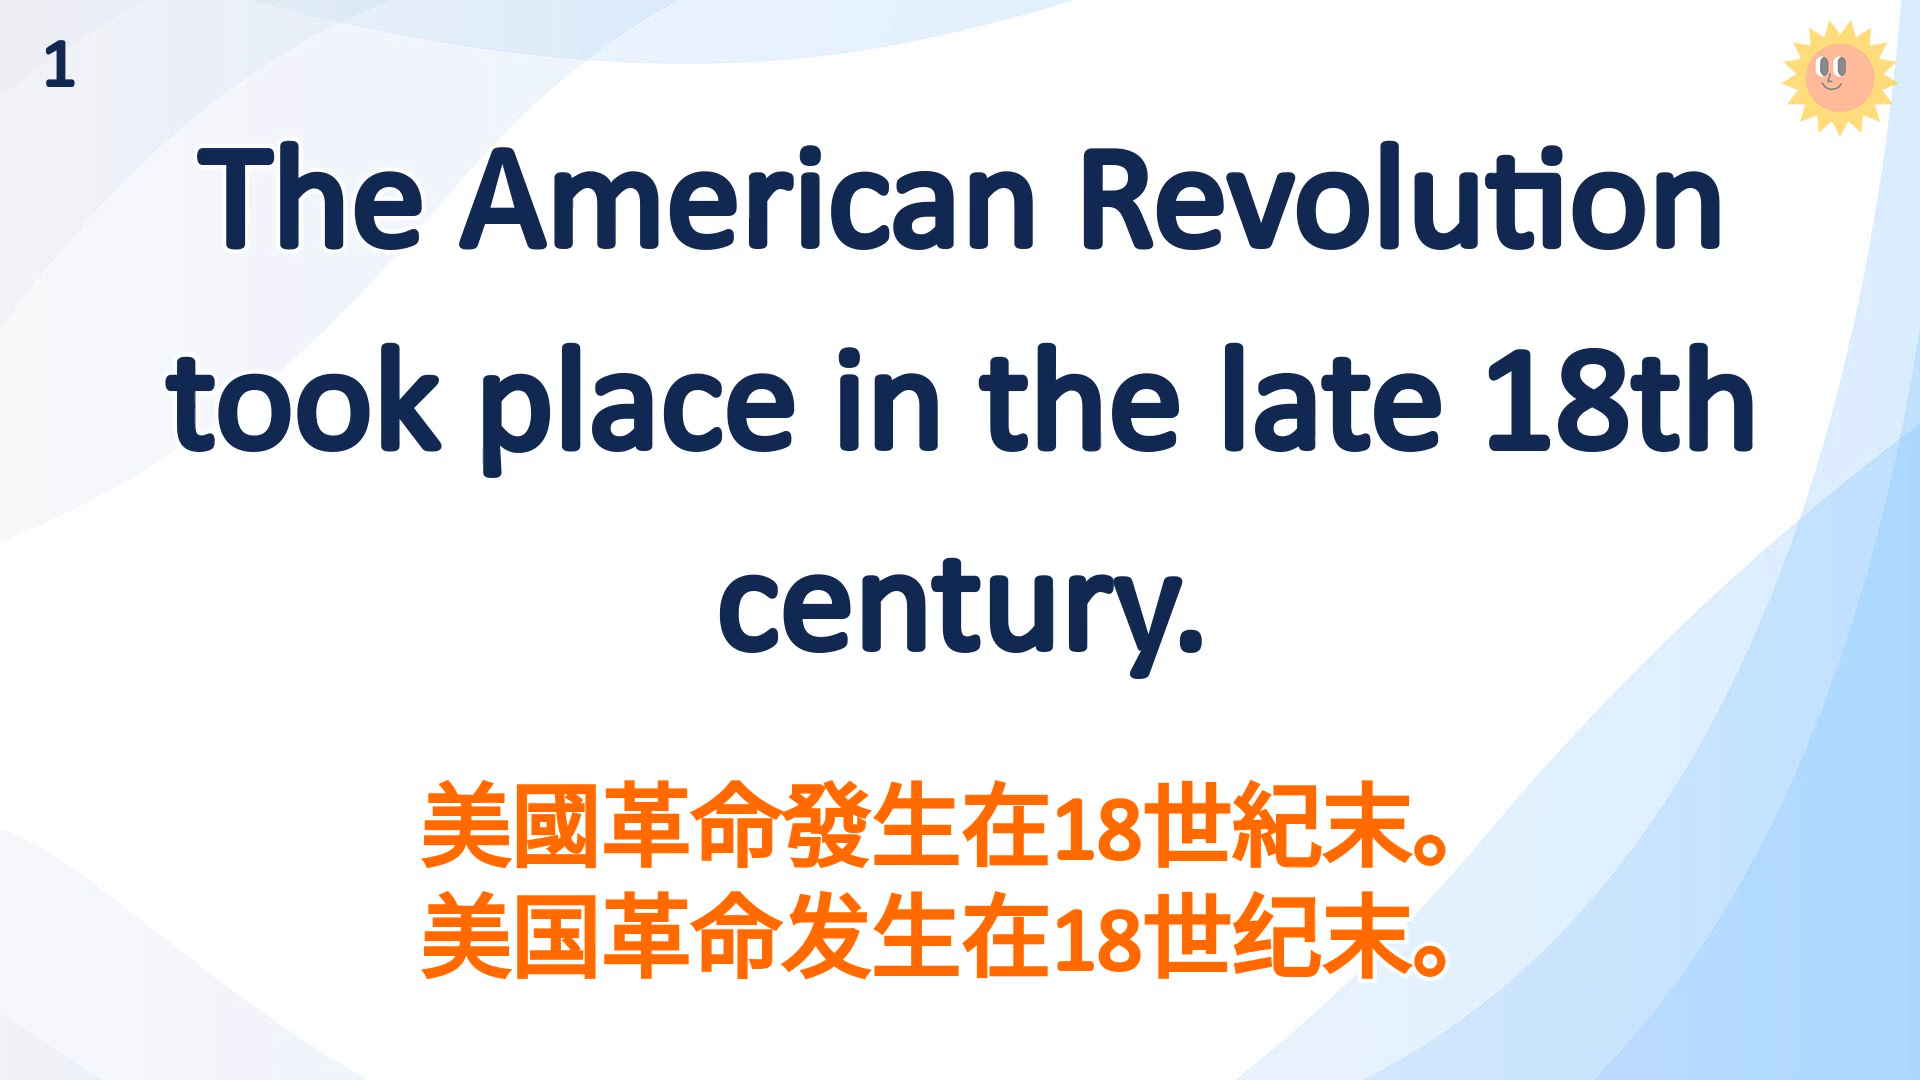 1
The American Revolution
took place in the late 18th
century.
美國革命發生在18世紀末。
美国革命发生在18世纪末。